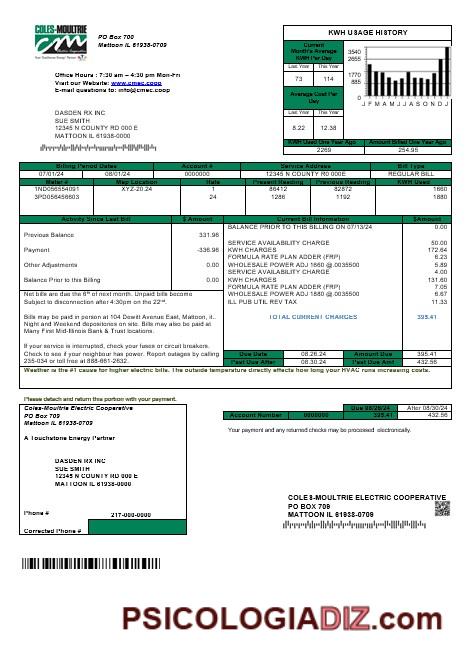 COLES-MOULTRIE
cm
Electric Cooperative
Your Touchstone Energy Partner
PO Box 700
Mattoon IL 61938-0709
Office Hours : 7:30 am – 4:30 pm Mon-Fri
Visit our Website: www.cmec.coop
E-mail questions to: info@cmec.coop
DASDEN RX INC
SUE SMITH
12345 N COUNTY RD 000 E
MATTOON IL 61938-0709
KWH USAGE HISTORY
Current
Month's Average
KWH Per Day
Last Year This Year
73 114
Average Cost Per
Day
Last Year This Year
8.22 12.38
3540
2655
1770
885
0
J F M A M J J A S O N D J
KWH Used One Year Ago Amount Billed One Year Ago
2269 254.95
Billing Period Dates Account # Service Address Bill Type
07/01/24 08/01/24 0000000 12345 N COUNTY RD 000E REGULAR BILL
Meter # Map Location Rate Present Reading Previous Reading KWH Used
1ND056554091 XYZ-20.24 1 86412 82872 1660
3PD056456603 24 1286 1192 1880
Activity Since Last Bill $ Amount Current Bill Information $Amount
BALANCE PRIOR TO THIS BILLING ON 07/13/24 0.00
Previous Balance 331.98
SERVICE AVAILABILITY CHARGE 50.00
Payment -336.98 KWH CHARGES 172.64
FORMULA RATE PLAN ADDER (FRP) 6.23
Other Adjustments 0.00 WHOLESALE POWER ADJ 1660 @.0035500 5.89
SERVICE AVAILABILITY CHARGE 4.00
Balance Prior to this Billing 0.00 KWH CHARGES 131.60
FORMULA RATE PLAN ADDER (FRP) 7.05
WHOLESALE POWER ADJ 1880 @.0035500 6.67
ILL PUB UTIL REV TAX 11.33
Net bills are due the 6th of next month. Unpaid bills become
Subject to disconnection after 4:30pm on the 22nd.
TOTAL CURRENT CHARGES 395.41
Bills may be paid in person at 104 Dewitt Avenue East, Mattoon, il.
Night and Weekend depositories on site. Bills may also be paid at
Many First Mid-Illinois Bank & Trust locations.
If your service is interrupted, check your fuses or circuit breakers.
Check to see if your neighbour has power. Report outages by calling
235-034 or toll free at 888-661-2632.
Due Date 08.26.24 Amount Due 395.41
Past Due After 08.30.24 Past Due Amt 432.56
Weather is the #1 cause for higher electric bills. The outside temperature directly effects how long your HVAC runs increasing costs.
Please detach and return this portion with your payment.
Coles-Moultrie Electric Cooperative
PO Box 709
Mattoon IL 61938-0709
A Touchstone Energy Partner
DASDEN RX INC
SUE SMITH
12345 N COUNTY RD 000 E
MATTOON IL 61938-0709
Phone # 217-000-0000
Corrected Phone #
Due 08/26/24 After 08/30/24
Account Number 0000000 395.41 432.56
Your payment and any returned checks may be processed electronically.
COLES-MOULTRIE ELECTRIC COOPERATIVE
PO BOX 709
MATTOON IL 61938-0709
PSICOLOGIADIZ.com